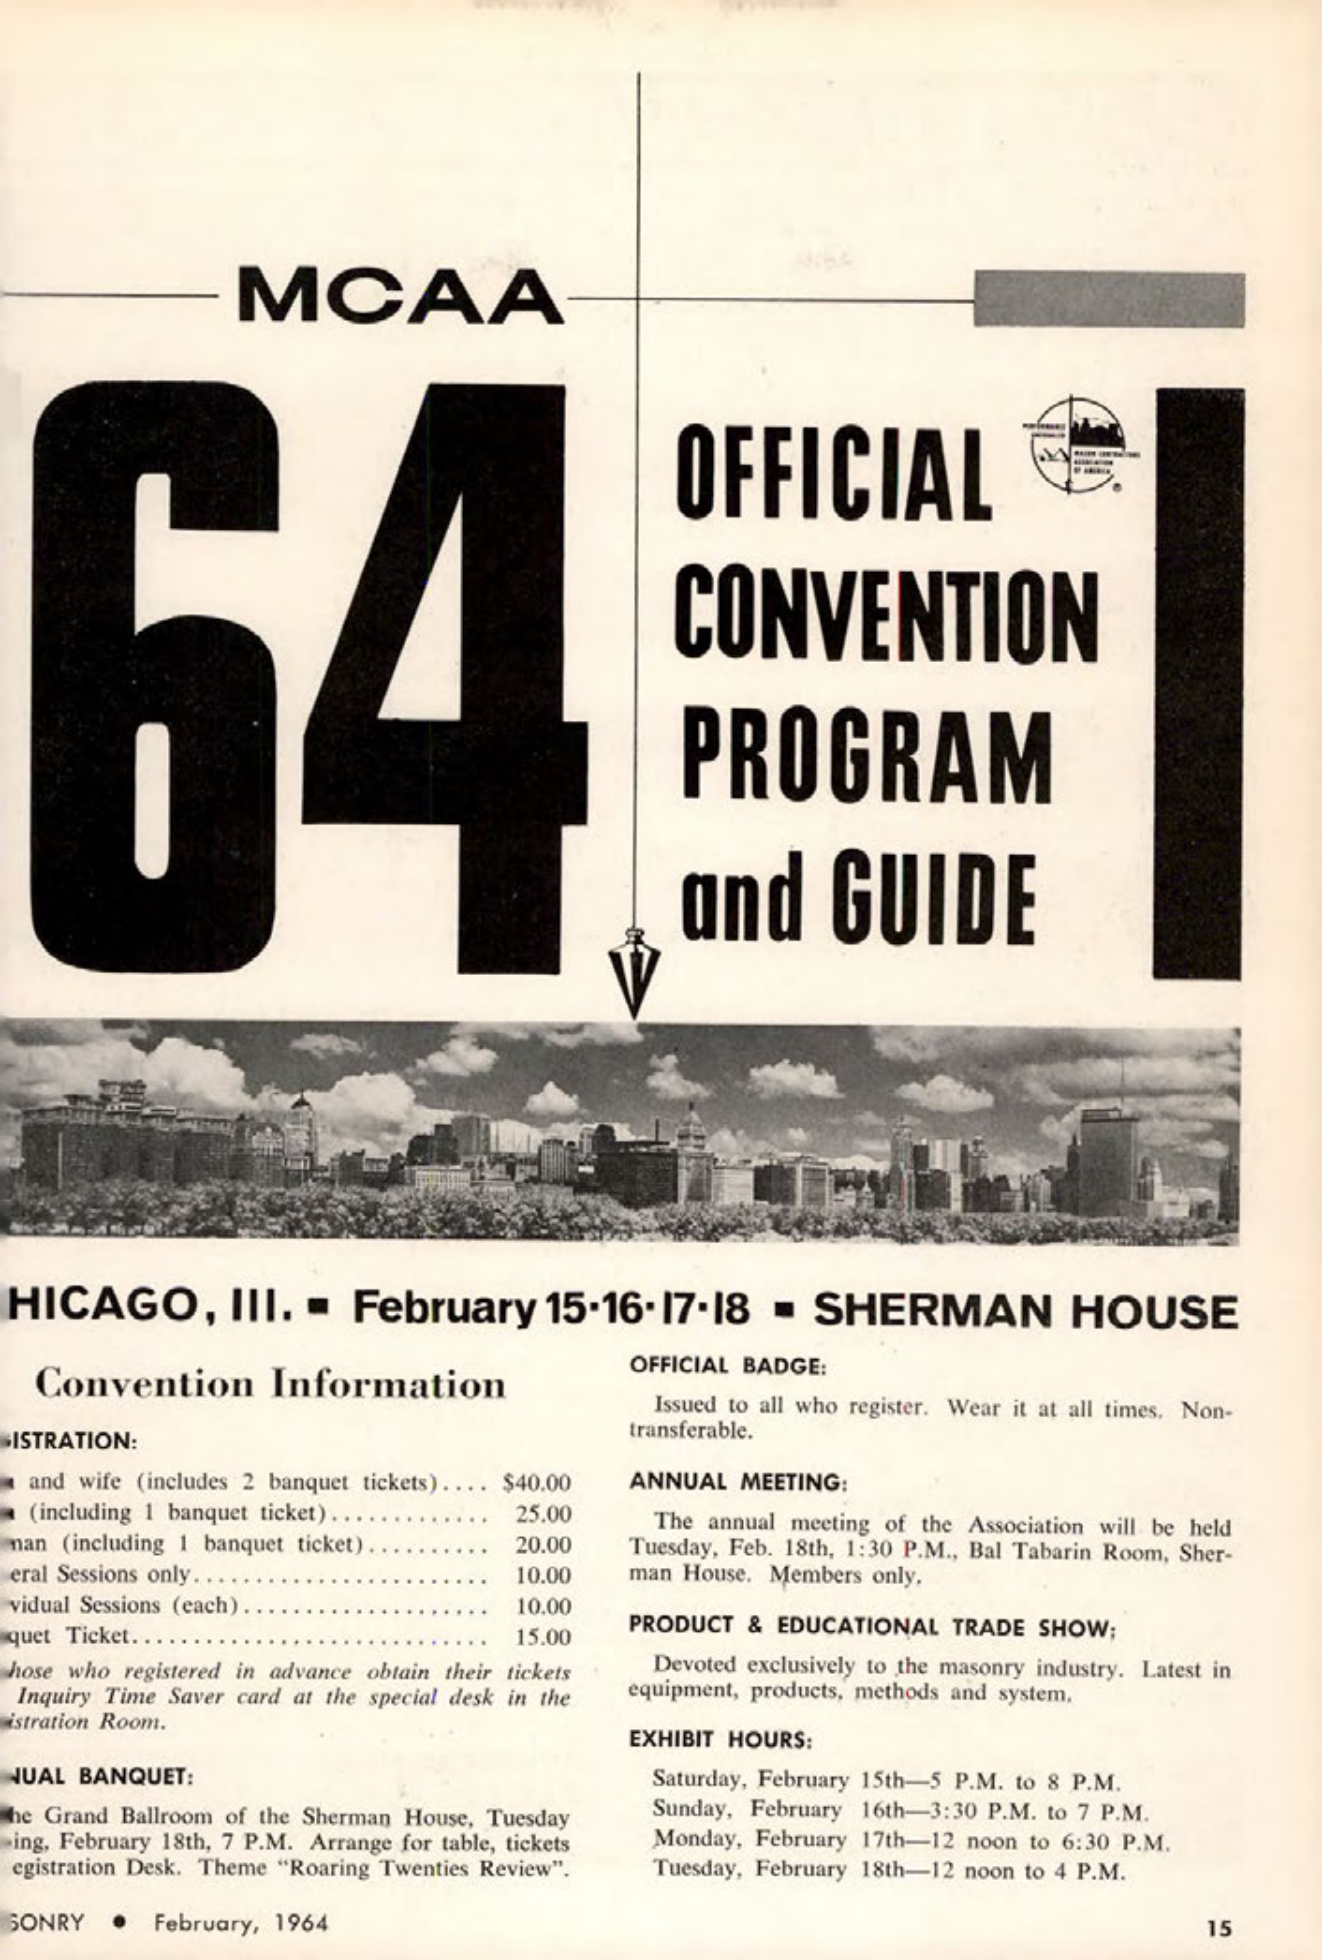 MCAA
64
OFFICIAL
CONVENTION
PROGRAM
and GUIDE
MASON CONTRACTORS
ASSOCIATION
OF AMERICA
®
HICAGO, Ill. ▪ February 15·16·17·18 ▪ SHERMAN HOUSE
Convention Information
ISTRATION:
and wife (includes 2 banquet tickets).... $40.00
(including 1 banquet ticket)............. 25.00
man (including 1 banquet ticket).......... 20.00
eral Sessions only........................ 10.00
vidual Sessions (each).................... 10.00
quet Ticket............................. 15.00
hose who registered in advance obtain their tickets
Inquiry Time Saver card at the special desk in the
istration Room.
NUAL BANQUET:
he Grand Ballroom of the Sherman House, Tuesday
ing, February 18th, 7 P.M. Arrange for table, tickets
egistration Desk. Theme “Roaring Twenties Review”.
OFFICIAL BADGE:
Issued to all who register. Wear it at all times. Non-
transferable.
ANNUAL MEETING:
The annual meeting of the Association will be held
Tuesday, Feb. 18th, 1:30 P.M., Bal Tabarin Room, Sher-
man House. Members only.
PRODUCT & EDUCATIONAL TRADE SHOW:
Devoted exclusively to the masonry industry. Latest in
equipment, products, methods and system.
EXHIBIT HOURS:
Saturday, February 15th—5 P.M. to 8 P.M.
Sunday, February 16th—3:30 P.M. to 7 P.M.
Monday, February 17th—12 noon to 6:30 P.M.
Tuesday, February 18th—12 noon to 4 P.M.
SONRY ● February, 1964
15